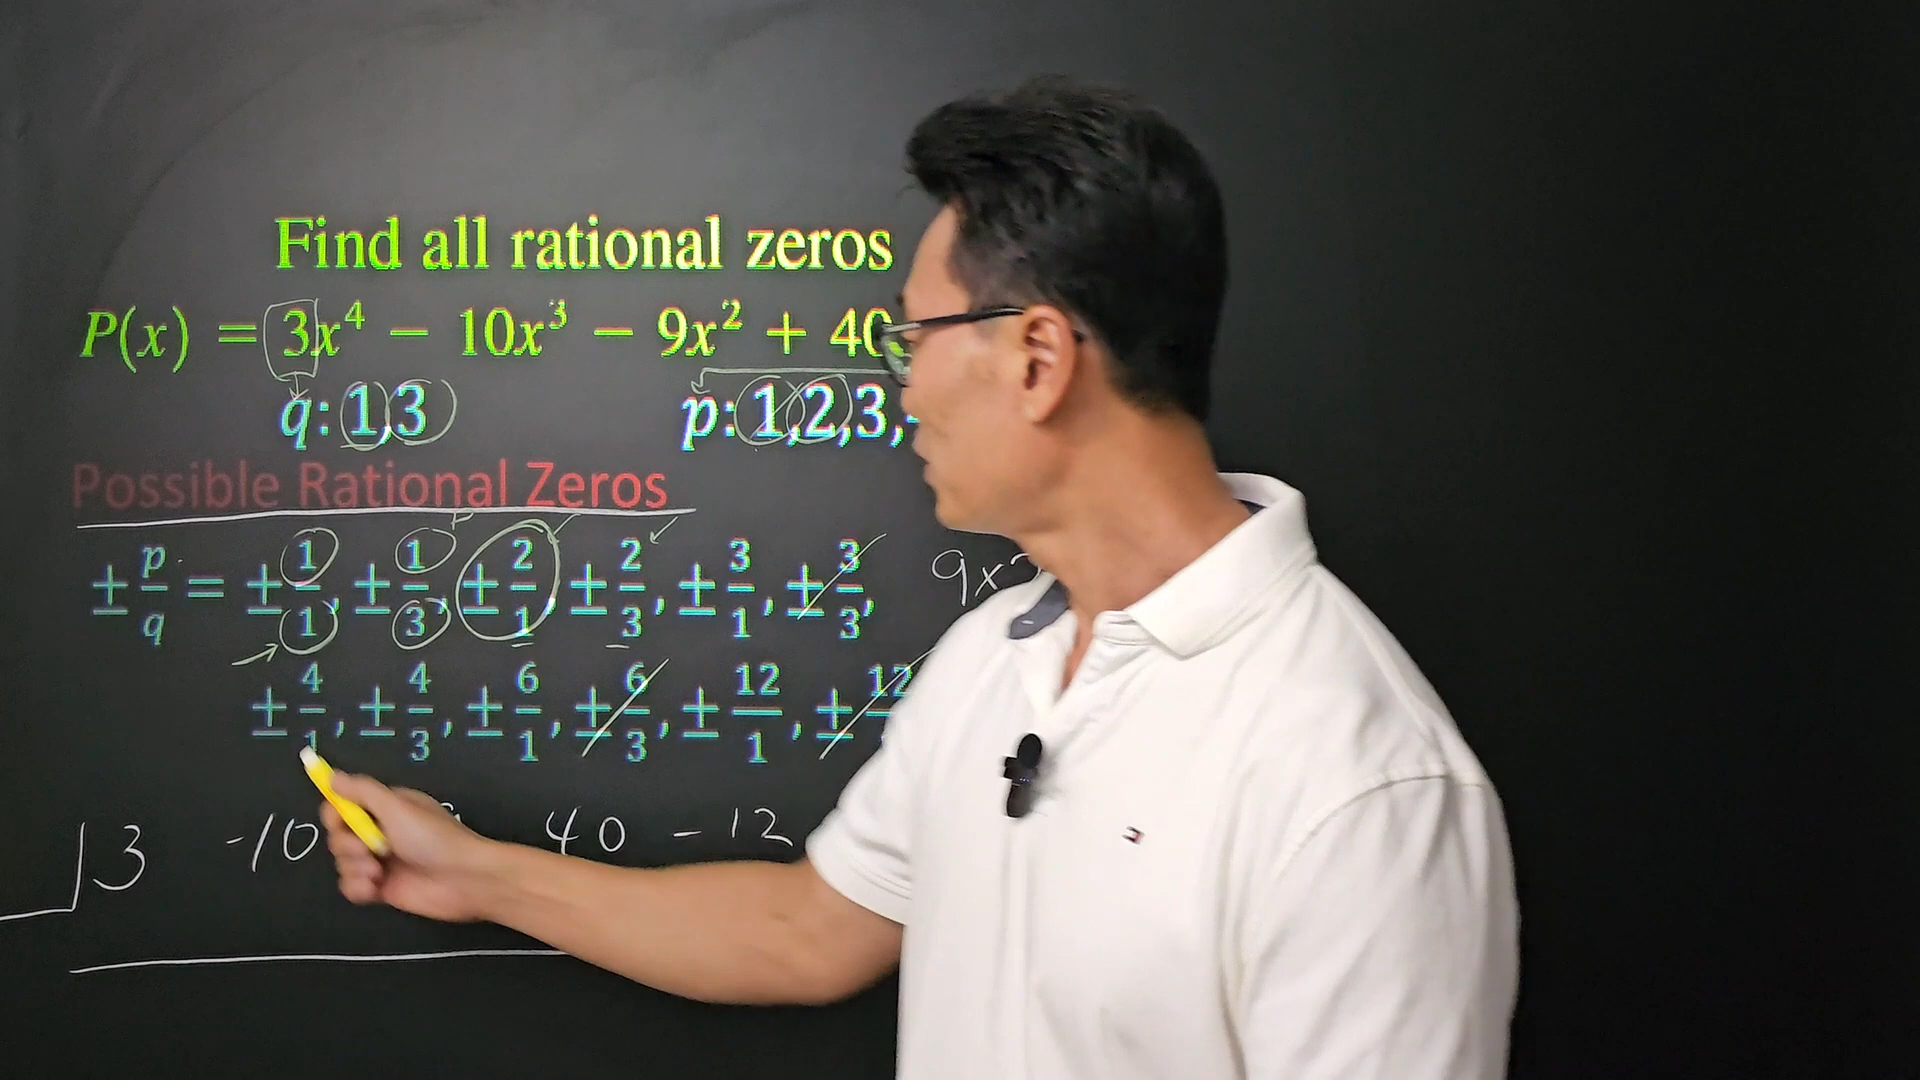 Find all rational zeros
P(x) = 3x⁴ − 10x³ − 9x² + 40
q: 1,3 p: 1,2,3,
Possible Rational Zeros
± p/q = ± 1/1, ± 1/3, ± 2/1, ± 2/3, ± 3/1, ± 3/3, 9x
± 4/1, ± 4/3, ± 6/1, ± 6/3, ± 12/1, ± 12
3 -10 40 -12